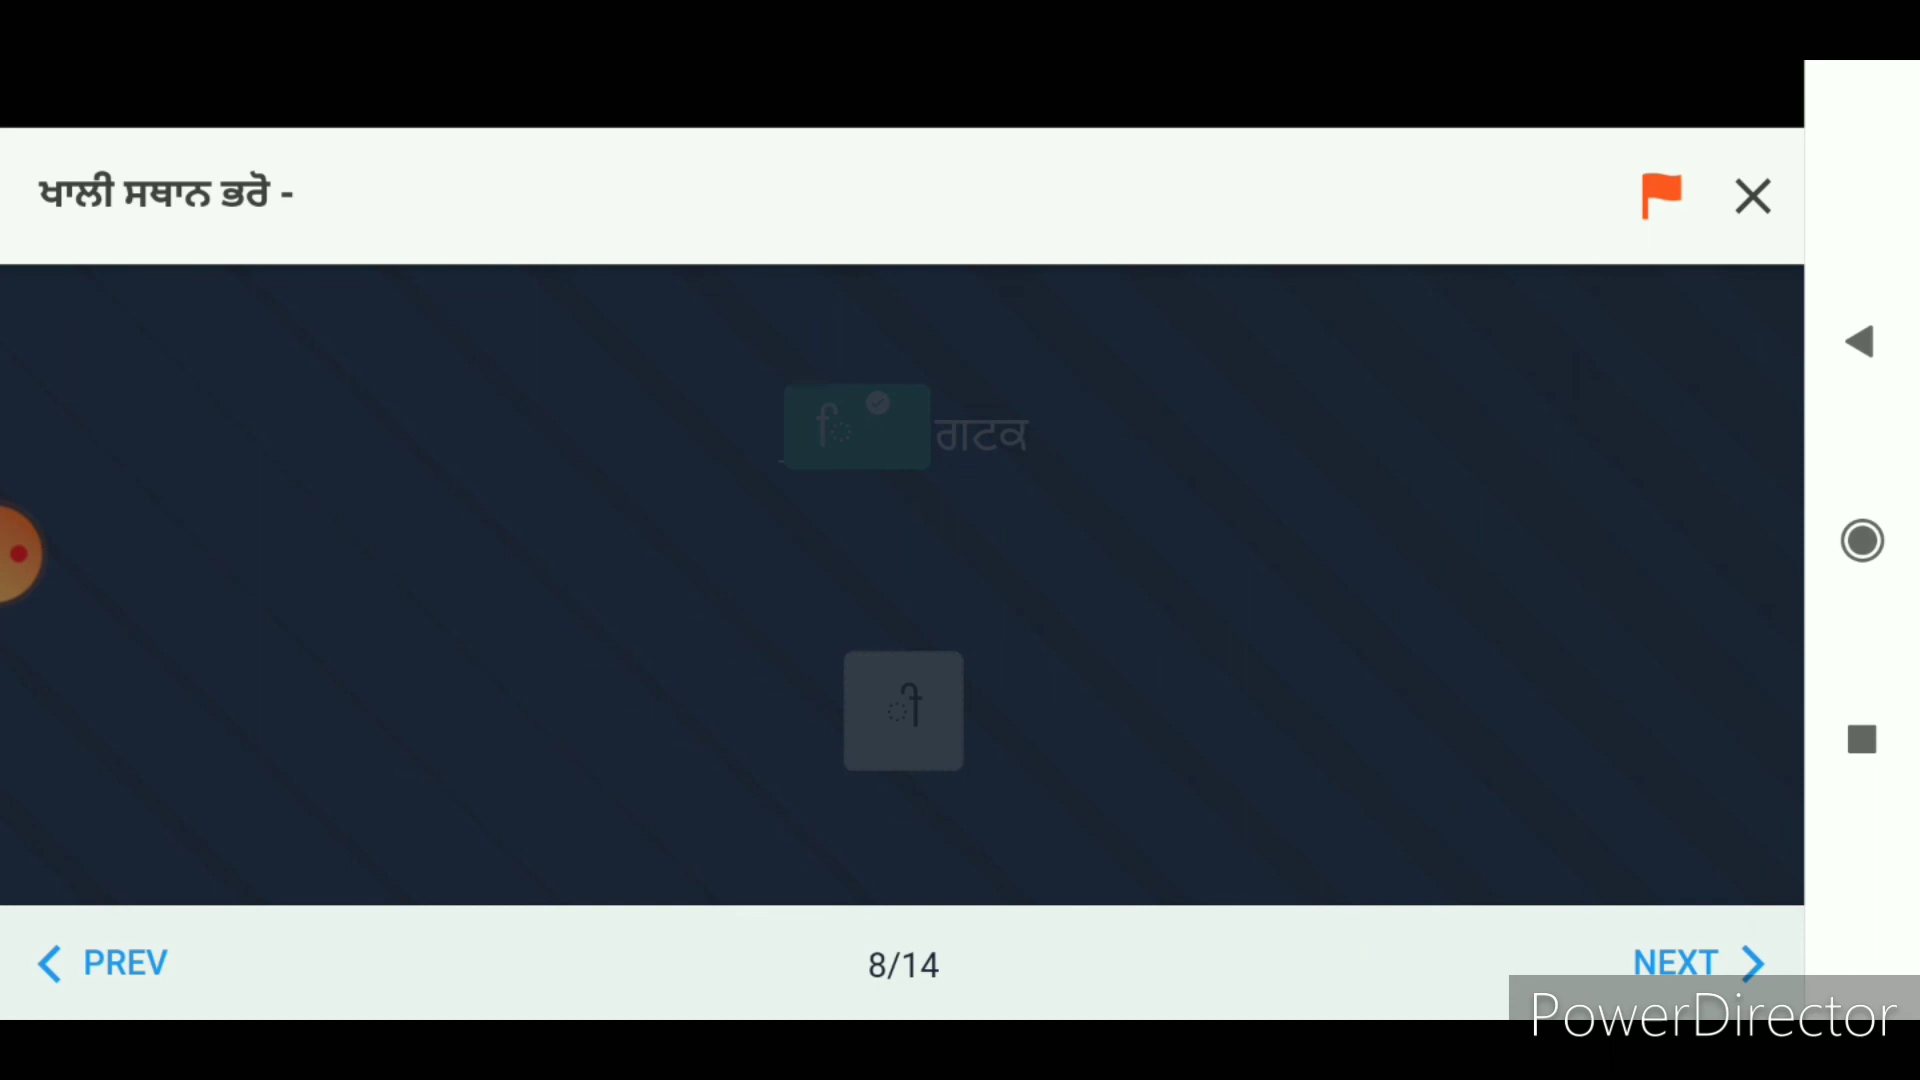 ਖਾਲੀ ਸਥਾਨ ਭਰੋ -
_ ਿ ਗਟਕ
ੀ
PREV
8/14
NEXT
PowerDirector